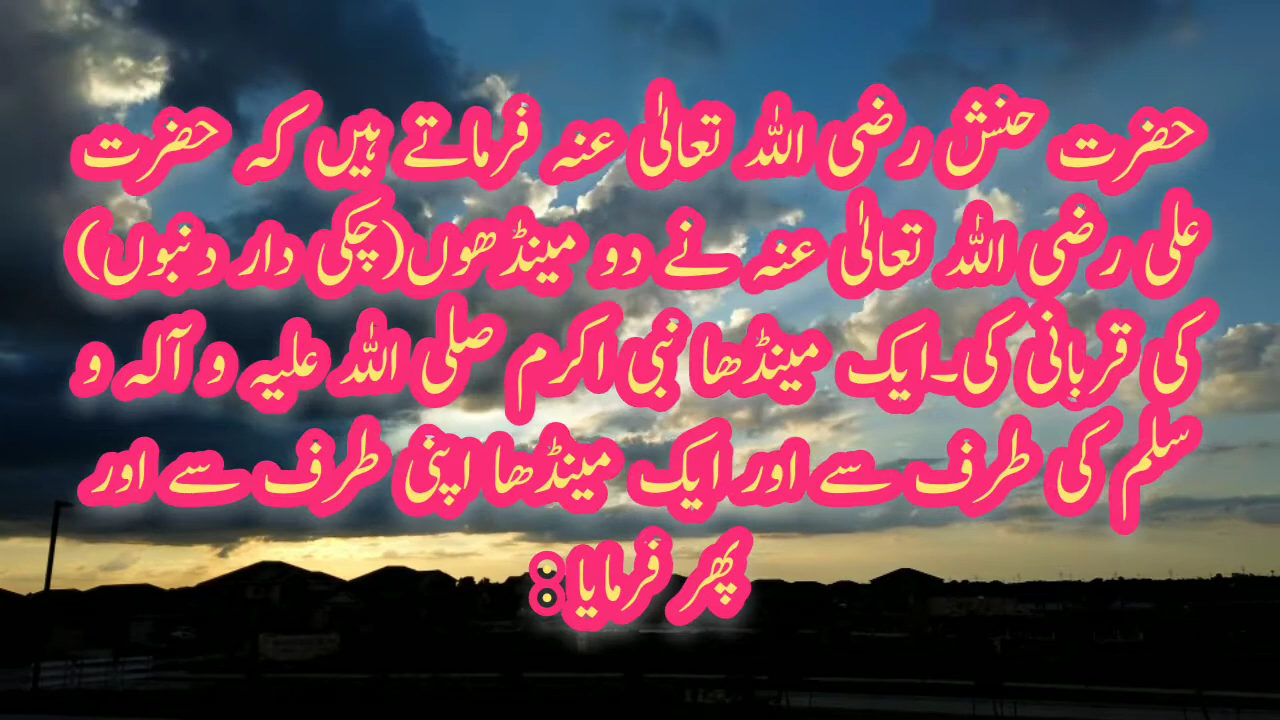 حضرت حنش رضی اللہ تعالٰی عنہ فرماتے ہیں کہ حضرت
علی رضی اللہ تعالٰی عنہ نے دو مینڈھوں(چکی دار دنبوں)
کی قربانی کی۔ایک مینڈھا نبی اکرم صلی اللہ علیہ و آلہ و
سلم کی طرف سے اور ایک مینڈھا اپنی طرف سے اور
پھر فرمایا: